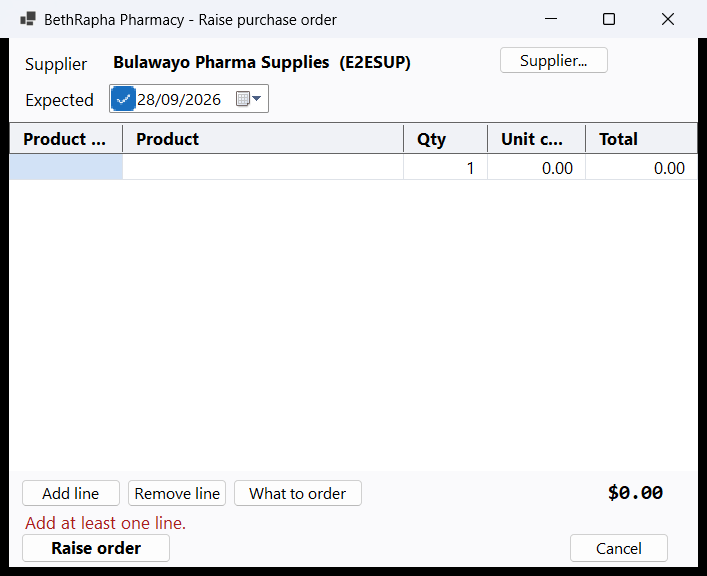 BethRapha Pharmacy - Raise purchase order
Supplier Bulawayo Pharma Supplies (E2ESUP) Supplier...
Expected 28/09/2026
Product ... Product Qty Unit c... Total
1 0.00 0.00
Add line Remove line What to order $0.00
Add at least one line.
Raise order Cancel